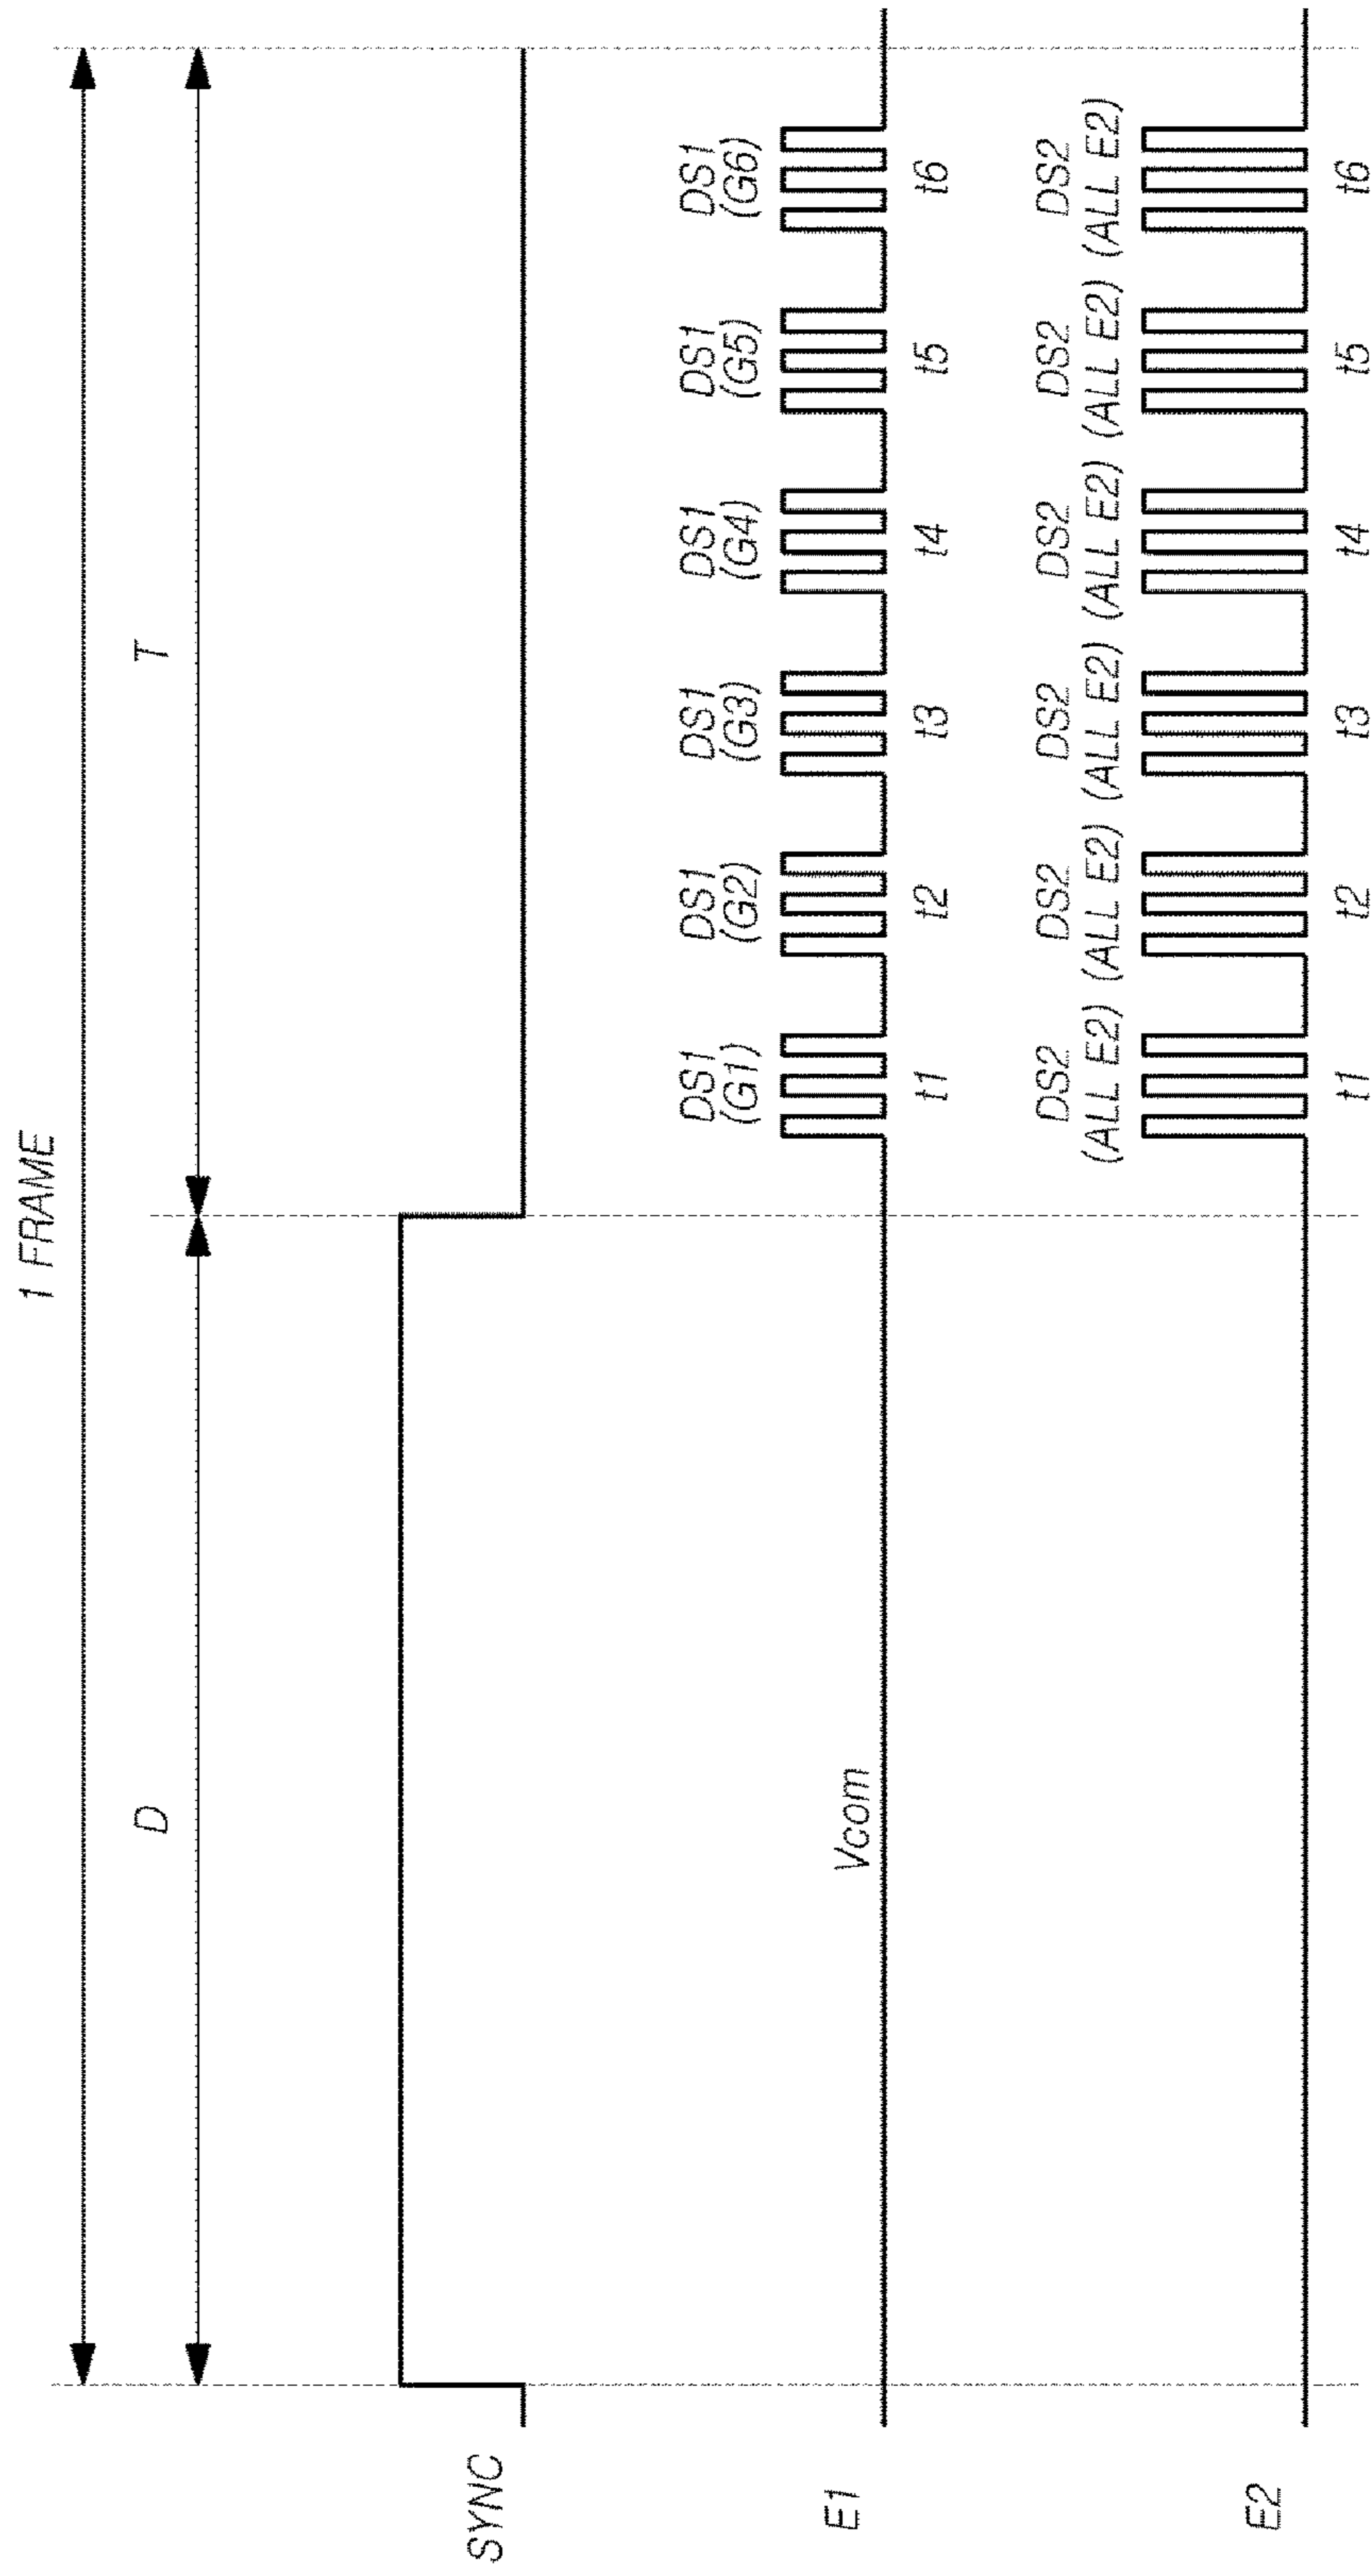 1 FRAME
D
T
SYNC
DS1
(G1)
DS1
(G2)
DS1
(G3)
DS1
(G4)
DS1
(G5)
DS1
(G6)
Vcom
E1
t1
t2
t3
t4
t5
t6
DS2
(ALL E2)
DS2
(ALL E2)
DS2
(ALL E2)
DS2
(ALL E2)
DS2
(ALL E2)
DS2
(ALL E2)
E2
t1
t2
t3
t4
t5
t6